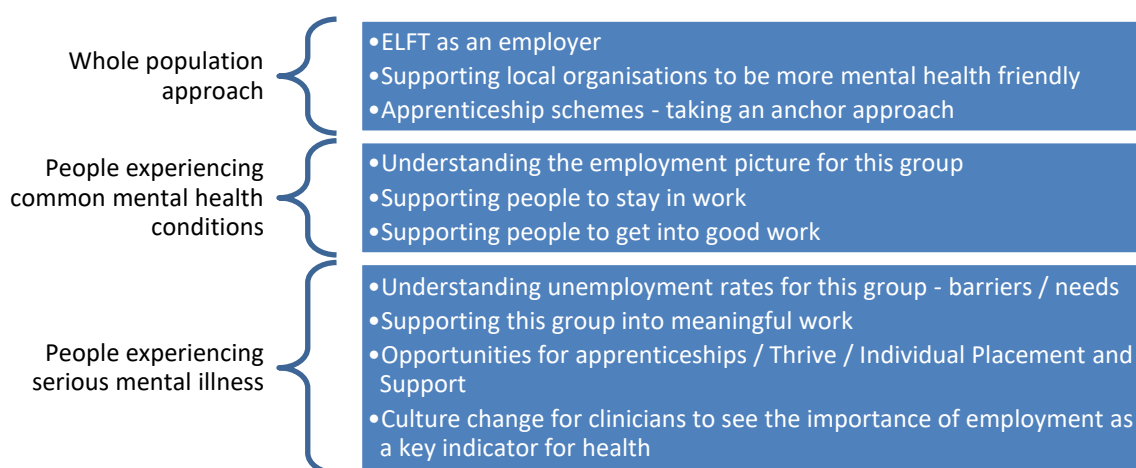 Whole population
approach
•ELFT as an employer
•Supporting local organisations to be more mental health friendly
•Apprenticeship schemes - taking an anchor approach
People experiencing
common mental health
conditions
•Understanding the employment picture for this group
•Supporting people to stay in work
•Supporting people to get into good work
People experiencing
serious mental illness
•Understanding unemployment rates for this group - barriers / needs
•Supporting this group into meaningful work
•Opportunities for apprenticeships / Thrive / Individual Placement and
Support
•Culture change for clinicians to see the importance of employment as
a key indicator for health